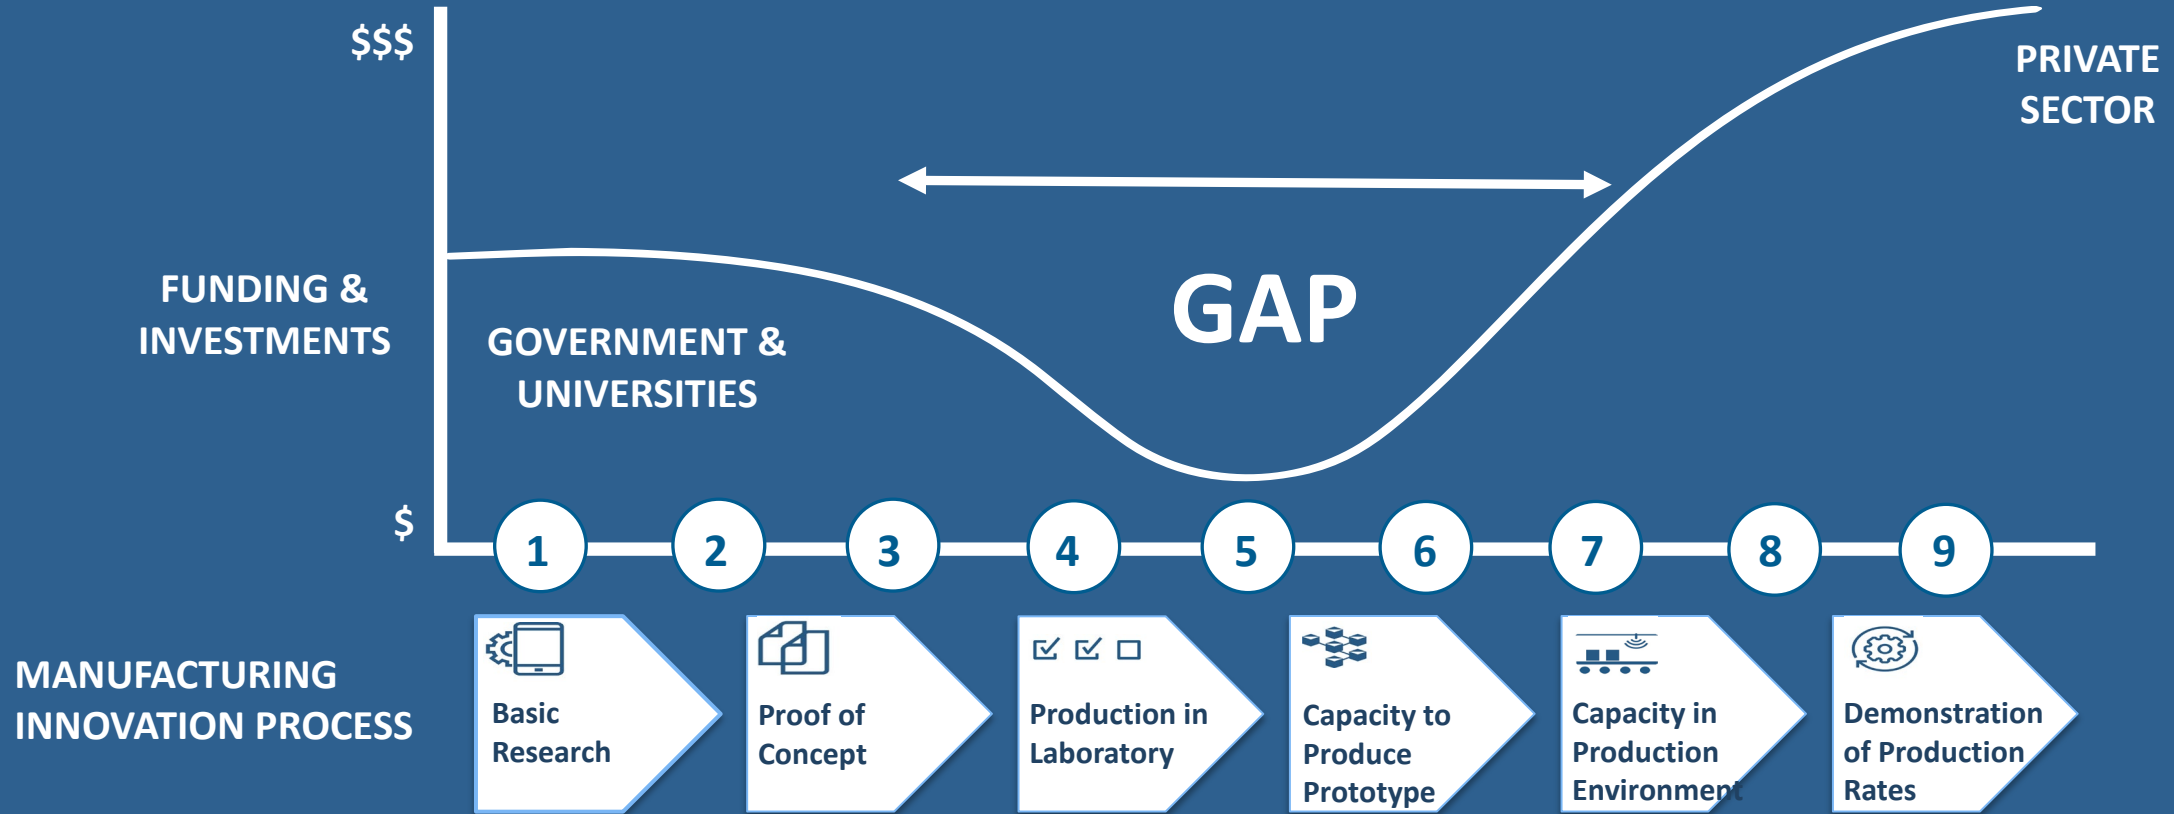 $$$
PRIVATE
SECTOR
GAP
FUNDING &
INVESTMENTS
GOVERNMENT &
UNIVERSITIES
$
1 2 3 4 5 6 7 8 9
MANUFACTURING
INNOVATION PROCESS
Basic
Research
Proof of
Concept
Production in
Laboratory
Capacity to
Produce
Prototype
Capacity in
Production
Environment
Demonstration
of Production
Rates